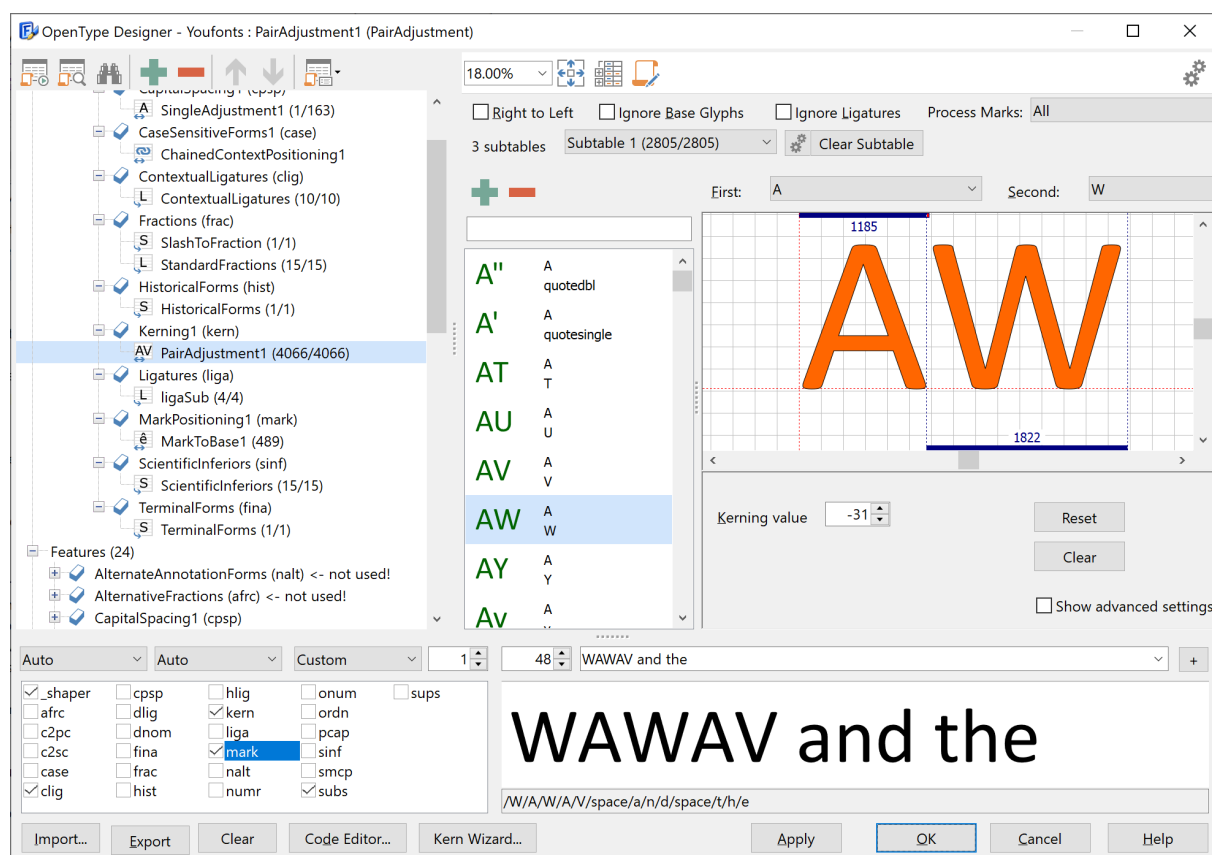 OpenType Designer - Youfonts : PairAdjustment1 (PairAdjustment)
18.00%
CapitalSpacing1 (cpsp)
SingleAdjustment1 (1/163)
CaseSensitiveForms1 (case)
ChainedContextPositioning1
ContextualLigatures (clig)
ContextualLigatures (10/10)
Fractions (frac)
SlashToFraction (1/1)
StandardFractions (15/15)
HistoricalForms (hist)
HistoricalForms (1/1)
Kerning1 (kern)
PairAdjustment1 (4066/4066)
Ligatures (liga)
ligaSub (4/4)
MarkPositioning1 (mark)
MarkToBase1 (489)
ScientificInferiors (sinf)
ScientificInferiors (15/15)
TerminalForms (fina)
TerminalForms (1/1)
Features (24)
AlternateAnnotationForms (nalt) <- not used!
AlternativeFractions (afrc) <- not used!
CapitalSpacing1 (cpsp)
Right to Left Ignore Base Glyphs Ignore Ligatures Process Marks: All
3 subtables Subtable 1 (2805/2805) Clear Subtable
First: A Second: W
A" A
quotedbl
A' A
quotesingle
AT A
T
AU A
U
AV A
V
AW A
W
AY A
Y
Av A
1185
AW
1822
Kerning value -31 Reset
Clear
Show advanced settings
Auto Auto Custom 1 48 WAWAV and the +
_shaper cpsp hlig onum sups
afrc dlig kern ordn
c2pc dnom liga pcap
c2sc fina mark sinf
case frac nalt smcp
clig hist numr subs
WAWAV and the
/W/A/W/A/V/space/a/n/d/space/t/h/e
Import... Export Clear Code Editor... Kern Wizard... Apply OK Cancel Help